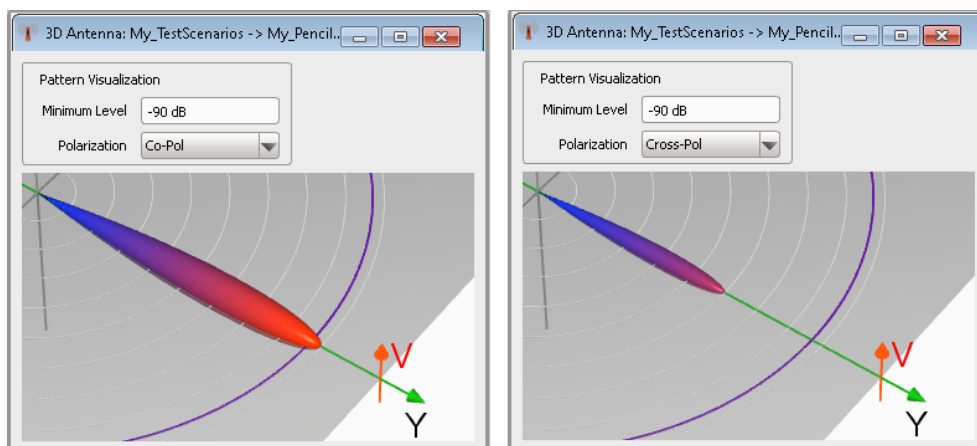 3D Antenna: My_TestScenarios -> My_Pencil..
Pattern Visualization
Minimum Level -90 dB
Polarization Co-Pol
V
Y
3D Antenna: My_TestScenarios -> My_Pencil..
Pattern Visualization
Minimum Level -90 dB
Polarization Cross-Pol
V
Y